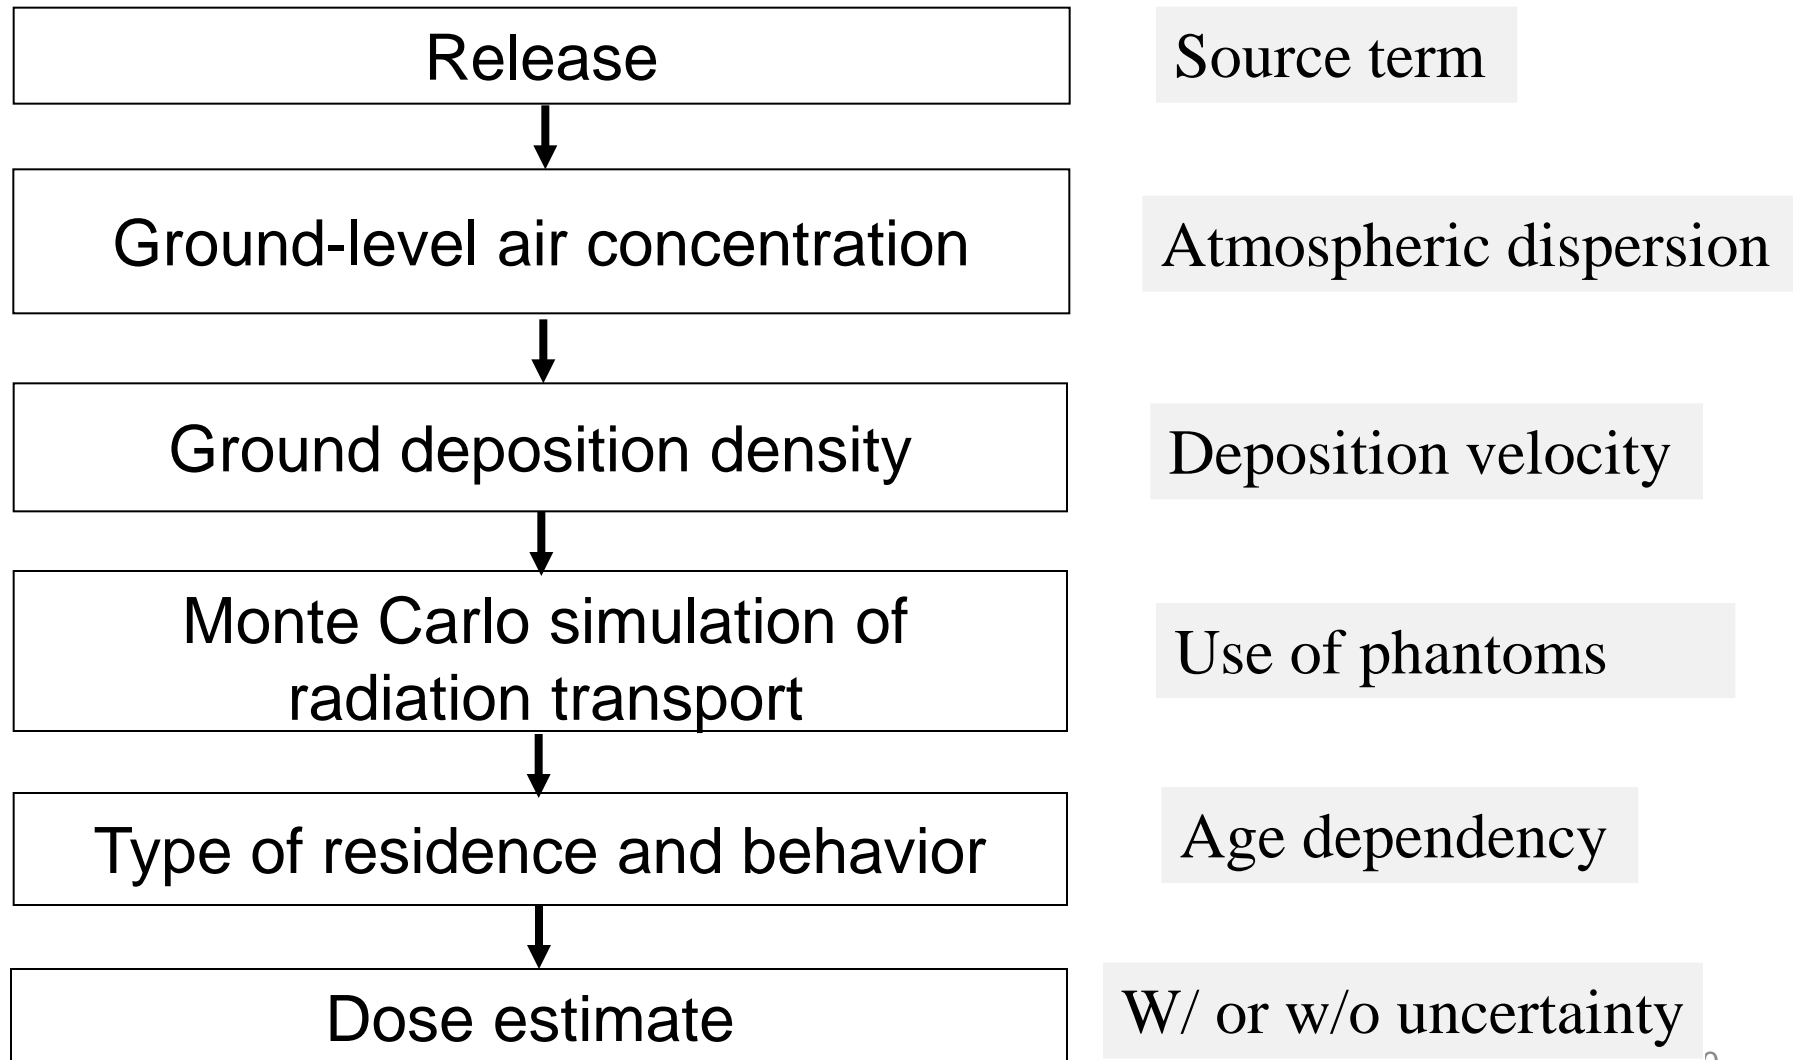 Release
Source term
Ground-level air concentration
Atmospheric dispersion
Ground deposition density
Deposition velocity
Monte Carlo simulation of
radiation transport
Use of phantoms
Type of residence and behavior
Age dependency
Dose estimate
W/ or w/o uncertainty